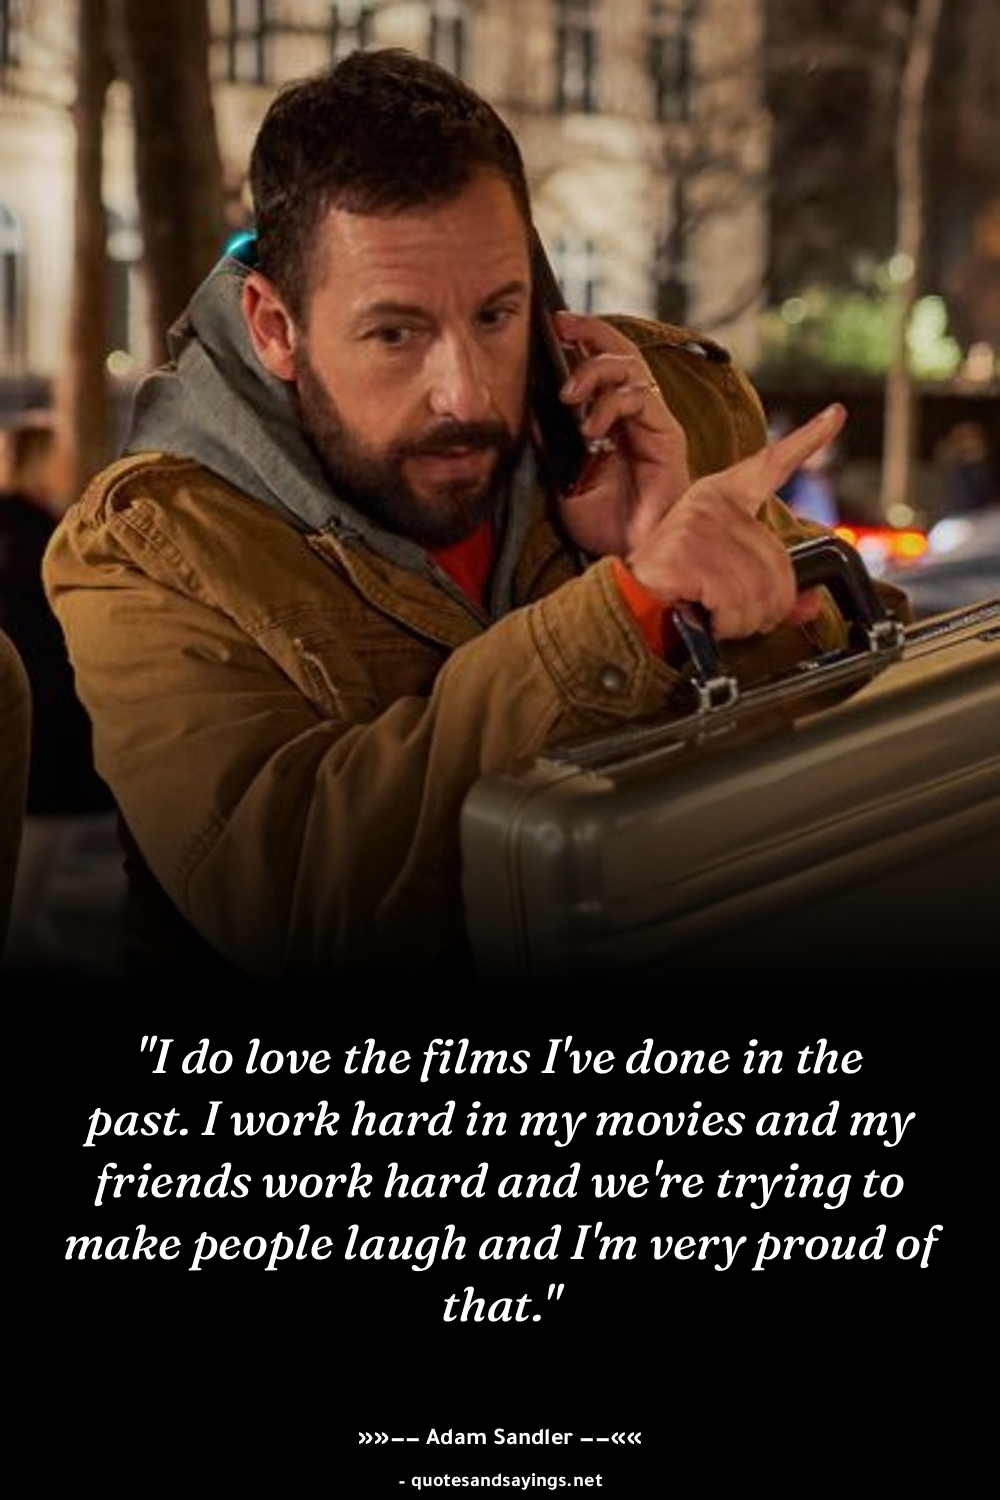 "I do love the films I've done in the
past. I work hard in my movies and my
friends work hard and we're trying to
make people laugh and I'm very proud of
that."
»»–– Adam Sandler ––««
- quotesandsayings.net